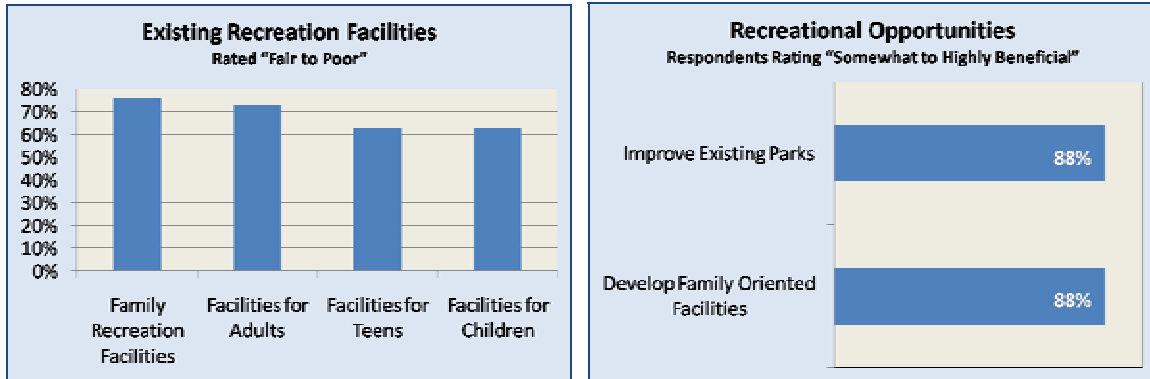 Existing Recreation Facilities
Rated “Fair to Poor”
80%
70%
60%
50%
40%
30%
20%
10%
0%
Family
Recreation
Facilities
Facilities for
Adults
Facilities for
Teens
Facilities for
Children
Recreational Opportunities
Respondents Rating “Somewhat to Highly Beneficial”
Improve Existing Parks
88%
Develop Family Oriented
Facilities
88%